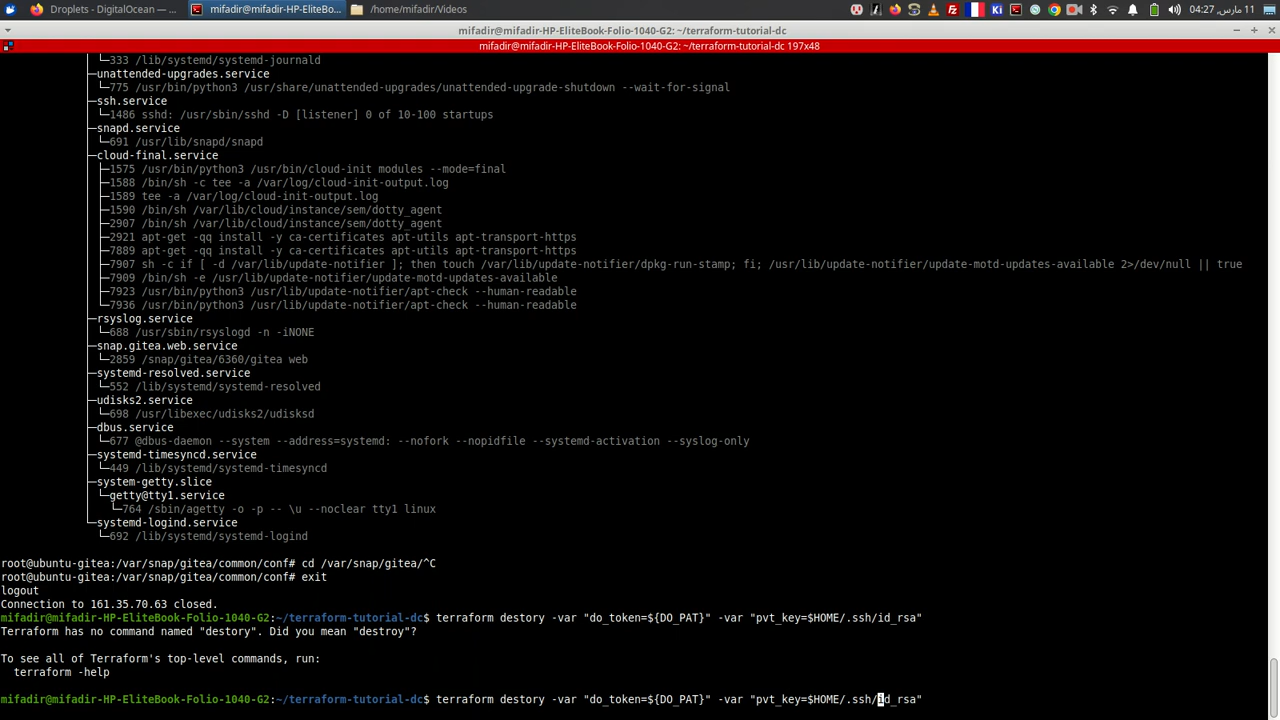 Droplets - DigitalOcean — ...
mifadir@mifadir-HP-EliteBo...
/home/mifadir/Videos
04:27 ,11 مارس
mifadir@mifadir-HP-EliteBook-Folio-1040-G2: ~/terraform-tutorial-dc
mifadir@mifadir-HP-EliteBook-Folio-1040-G2: ~/terraform-tutorial-dc 197x48
└─333 /lib/systemd/systemd-journald
├─unattended-upgrades.service
└─775 /usr/bin/python3 /usr/share/unattended-upgrades/unattended-upgrade-shutdown --wait-for-signal
├─ssh.service
└─1486 sshd: /usr/sbin/sshd -D [listener] 0 of 10-100 startups
├─snapd.service
└─691 /usr/lib/snapd/snapd
├─cloud-final.service
├─1575 /usr/bin/python3 /usr/bin/cloud-init modules --mode=final
├─1588 /bin/sh -c tee -a /var/log/cloud-init-output.log
├─1589 tee -a /var/log/cloud-init-output.log
├─1590 /bin/sh /var/lib/cloud/instance/sem/dotty_agent
├─2907 /bin/sh /var/lib/cloud/instance/sem/dotty_agent
├─2921 apt-get -qq install -y ca-certificates apt-utils apt-transport-https
├─7889 apt-get -qq install -y ca-certificates apt-utils apt-transport-https
├─7907 sh -c if [ -d /var/lib/update-notifier ]; then touch /var/lib/update-notifier/dpkg-run-stamp; fi; /usr/lib/update-notifier/update-motd-updates-available 2>/dev/null || true
├─7909 /bin/sh -e /usr/lib/update-notifier/update-motd-updates-available
├─7923 /usr/bin/python3 /usr/lib/update-notifier/apt-check --human-readable
└─7936 /usr/bin/python3 /usr/lib/update-notifier/apt-check --human-readable
├─rsyslog.service
└─688 /usr/sbin/rsyslogd -n -iNONE
├─snap.gitea.web.service
└─2859 /snap/gitea/6360/gitea web
├─systemd-resolved.service
└─552 /lib/systemd/systemd-resolved
├─udisks2.service
└─698 /usr/libexec/udisks2/udisksd
├─dbus.service
└─677 @dbus-daemon --system --address=systemd: --nofork --nopidfile --systemd-activation --syslog-only
├─systemd-timesyncd.service
└─449 /lib/systemd/systemd-timesyncd
├─system-getty.slice
└─getty@tty1.service
└─764 /sbin/agetty -o -p -- \u --noclear tty1 linux
└─systemd-logind.service
└─692 /lib/systemd/systemd-logind
root@ubuntu-gitea:/var/snap/gitea/common/conf# cd /var/snap/gitea/^C
root@ubuntu-gitea:/var/snap/gitea/common/conf# exit
logout
Connection to 161.35.70.63 closed.
mifadir@mifadir-HP-EliteBook-Folio-1040-G2:~/terraform-tutorial-dc$ terraform destory -var "do_token=${DO_PAT}" -var "pvt_key=$HOME/.ssh/id_rsa"
Terraform has no command named "destory". Did you mean "destroy"?
To see all of Terraform's top-level commands, run:
terraform -help
mifadir@mifadir-HP-EliteBook-Folio-1040-G2:~/terraform-tutorial-dc$ terraform destory -var "do_token=${DO_PAT}" -var "pvt_key=$HOME/.ssh/id_rsa"